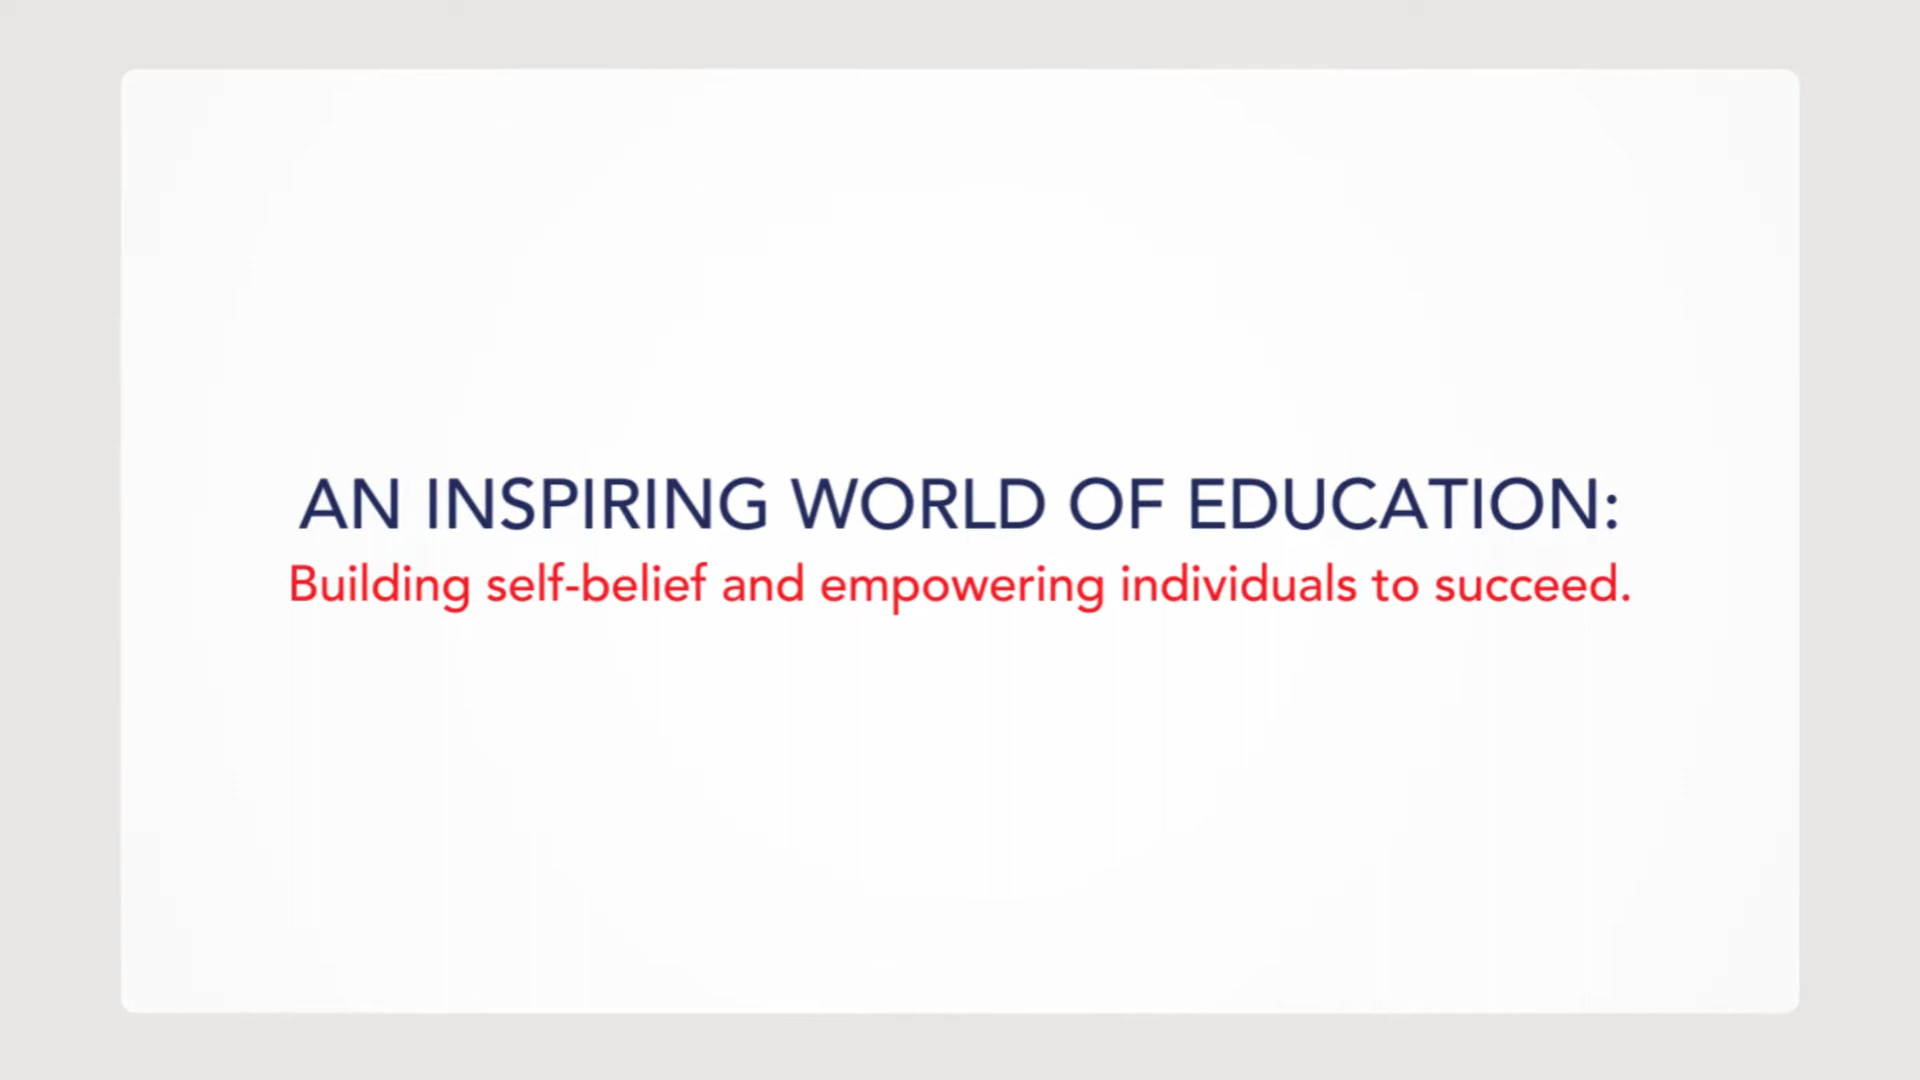 AN INSPIRING WORLD OF EDUCATION:
Building self-belief and empowering individuals to succeed.